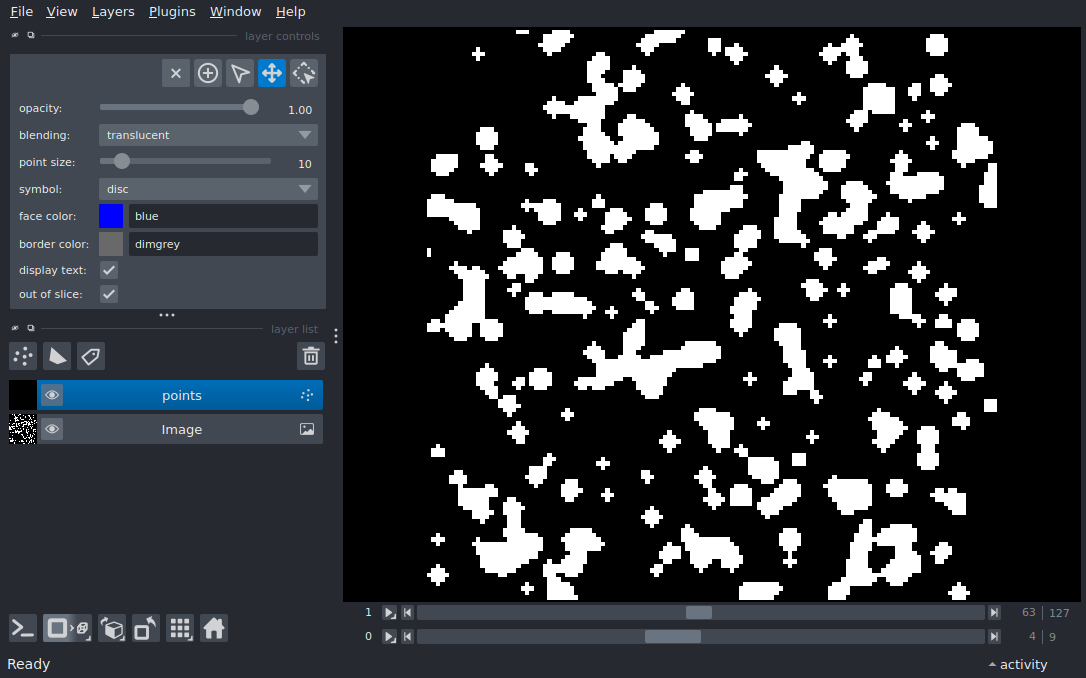 File View Layers Plugins Window Help
layer controls
opacity: 1.00
blending: translucent
point size: 10
symbol: disc
face color: blue
border color: dimgrey
display text:
out of slice:
layer list
points
Image
1 63 127
0 4 9
Ready activity